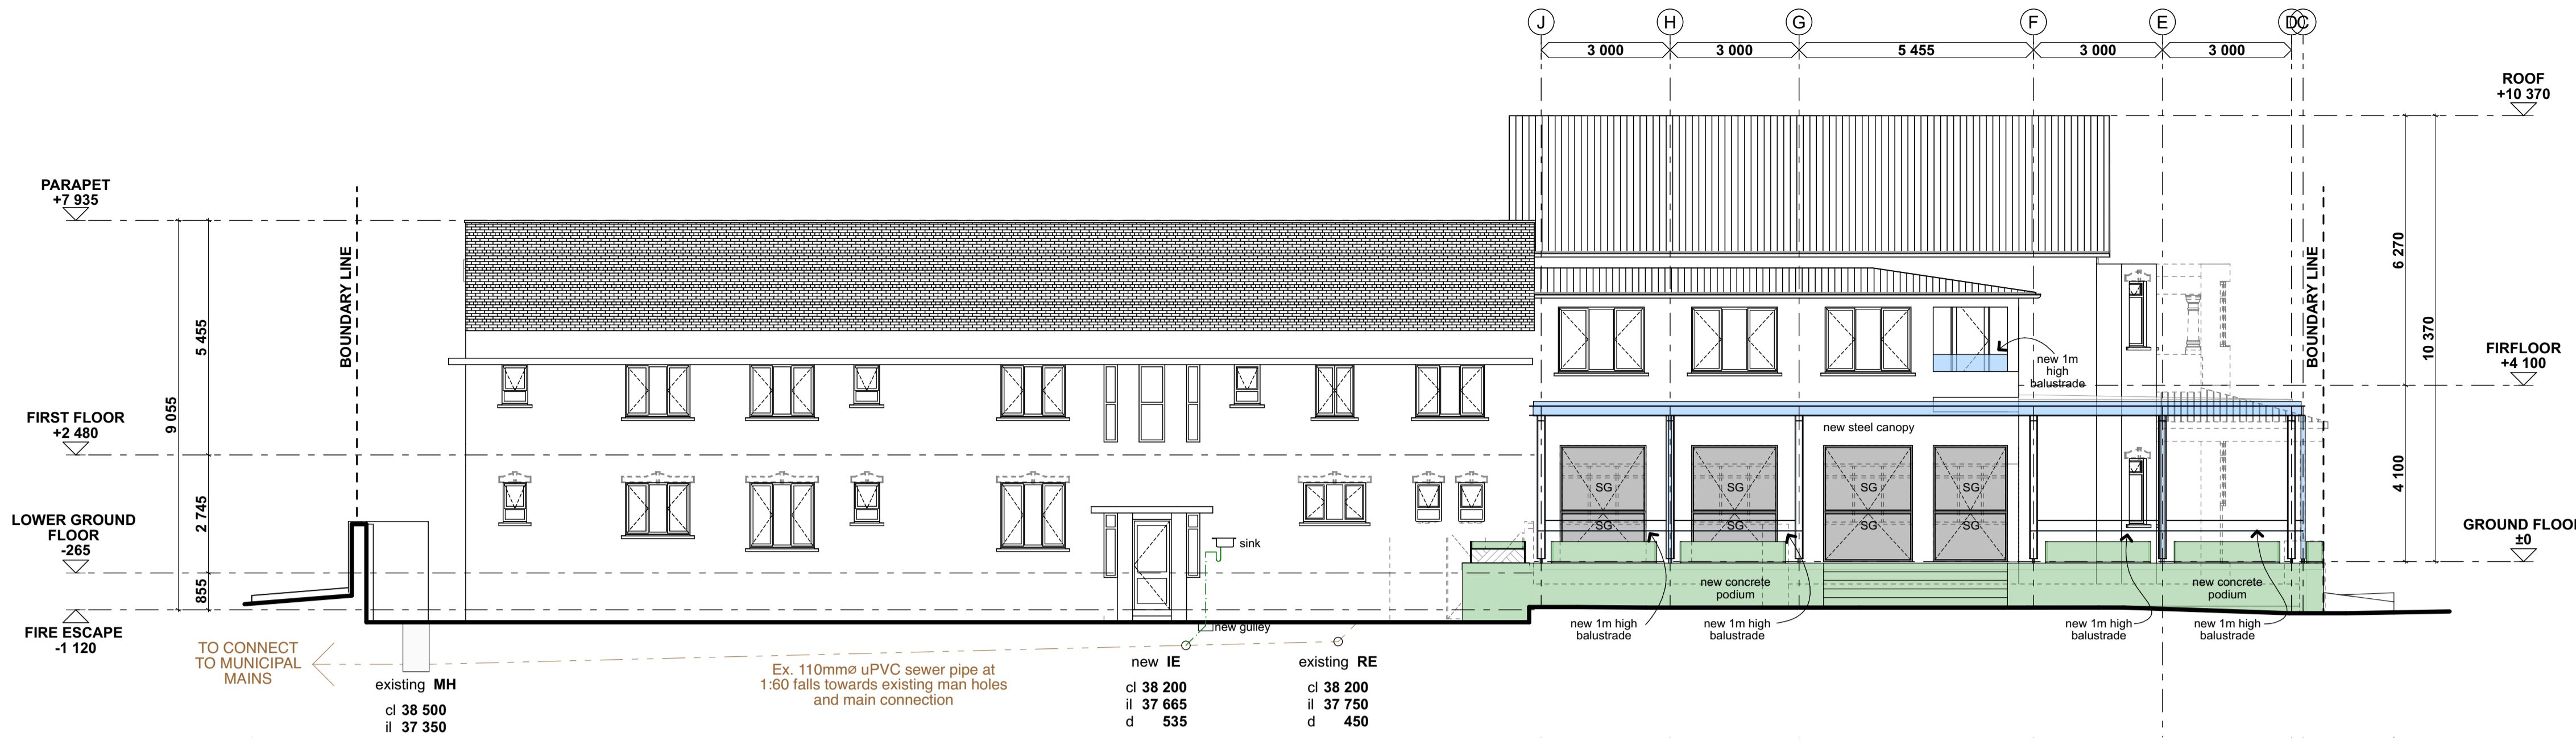 J
H
G
F
E
D
C
3 000
3 000
5 455
3 000
3 000
ROOF
+10 370
PARAPET
+7 935
BOUNDARY LINE
BOUNDARY LINE
6 270
10 370
5 455
9 055
new 1m
high
balustrade
FIRFLOOR
+4 100
FIRST FLOOR
+2 480
new steel canopy
4 100
2 745
SG
SG
SG
SG
SG
SG
SG
SG
LOWER GROUND
FLOOR
-265
GROUND FLOOR
±0
sink
855
new concrete
podium
new concrete
podium
FIRE ESCAPE
-1 120
new gulley
new 1m high
balustrade
new 1m high
balustrade
new 1m high
balustrade
new 1m high
balustrade
TO CONNECT
TO MUNICIPAL
MAINS
existing MH
cl 38 500
il 37 350
Ex. 110mmø uPVC sewer pipe at
1:60 falls towards existing man holes
and main connection
new IE
cl 38 200
il 37 665
d 535
existing RE
cl 38 200
il 37 750
d 450